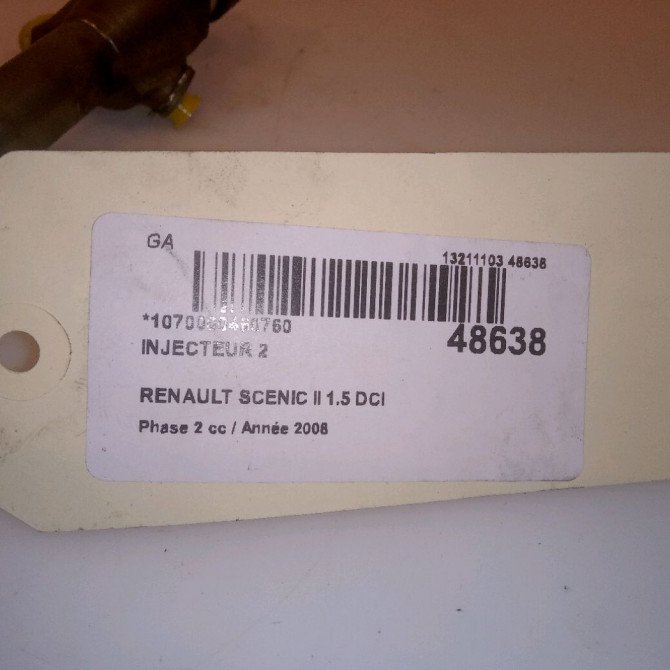 GA
13211103 48638
48638
INJECTEUR 2
RENAULT SCENIC II 1.5 DCI
Phase 2 cc / Année 2008